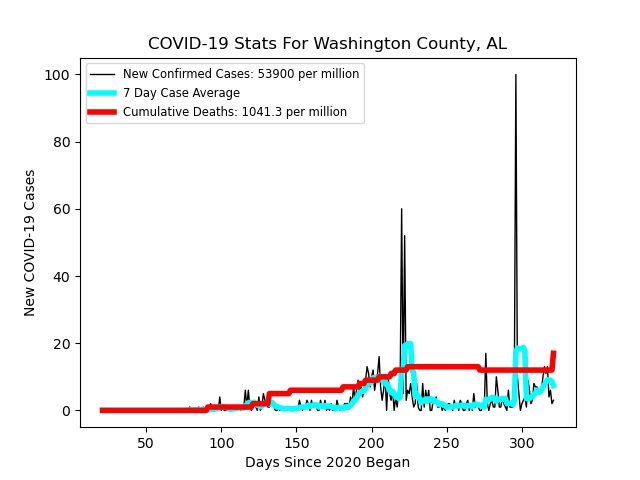 COVID-19 Stats For Washington County, AL
New Confirmed Cases: 53900 per million
7 Day Case Average
Cumulative Deaths: 1041.3 per million
100
80
60
40
20
0
New COVID-19 Cases
50 100 150 200 250 300
Days Since 2020 Began